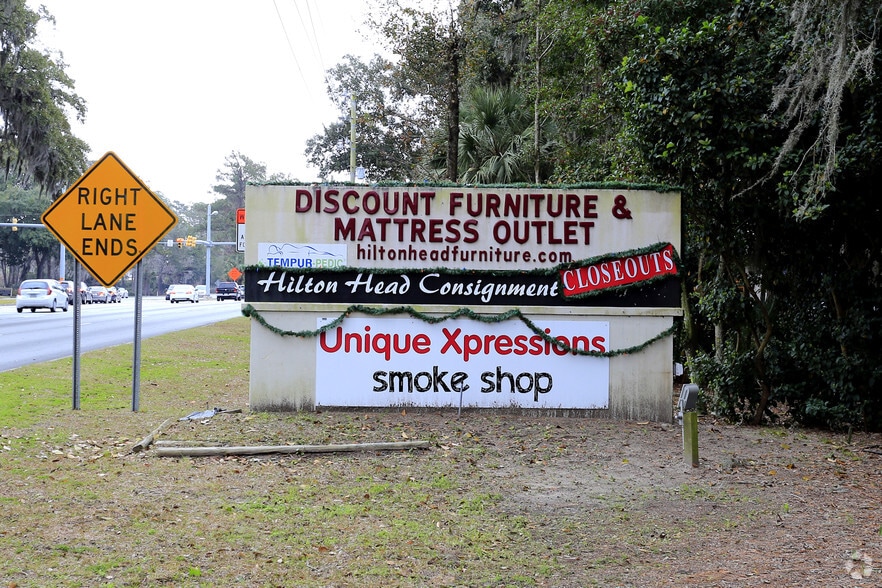 RIGHT
LANE
ENDS
DISCOUNT FURNITURE &
MATTRESS OUTLET
hiltonheadfurniture.com
TEMPUR-PEDIC
Hilton Head Consignment
CLOSEOUTS
Unique Xpressions
smoke shop